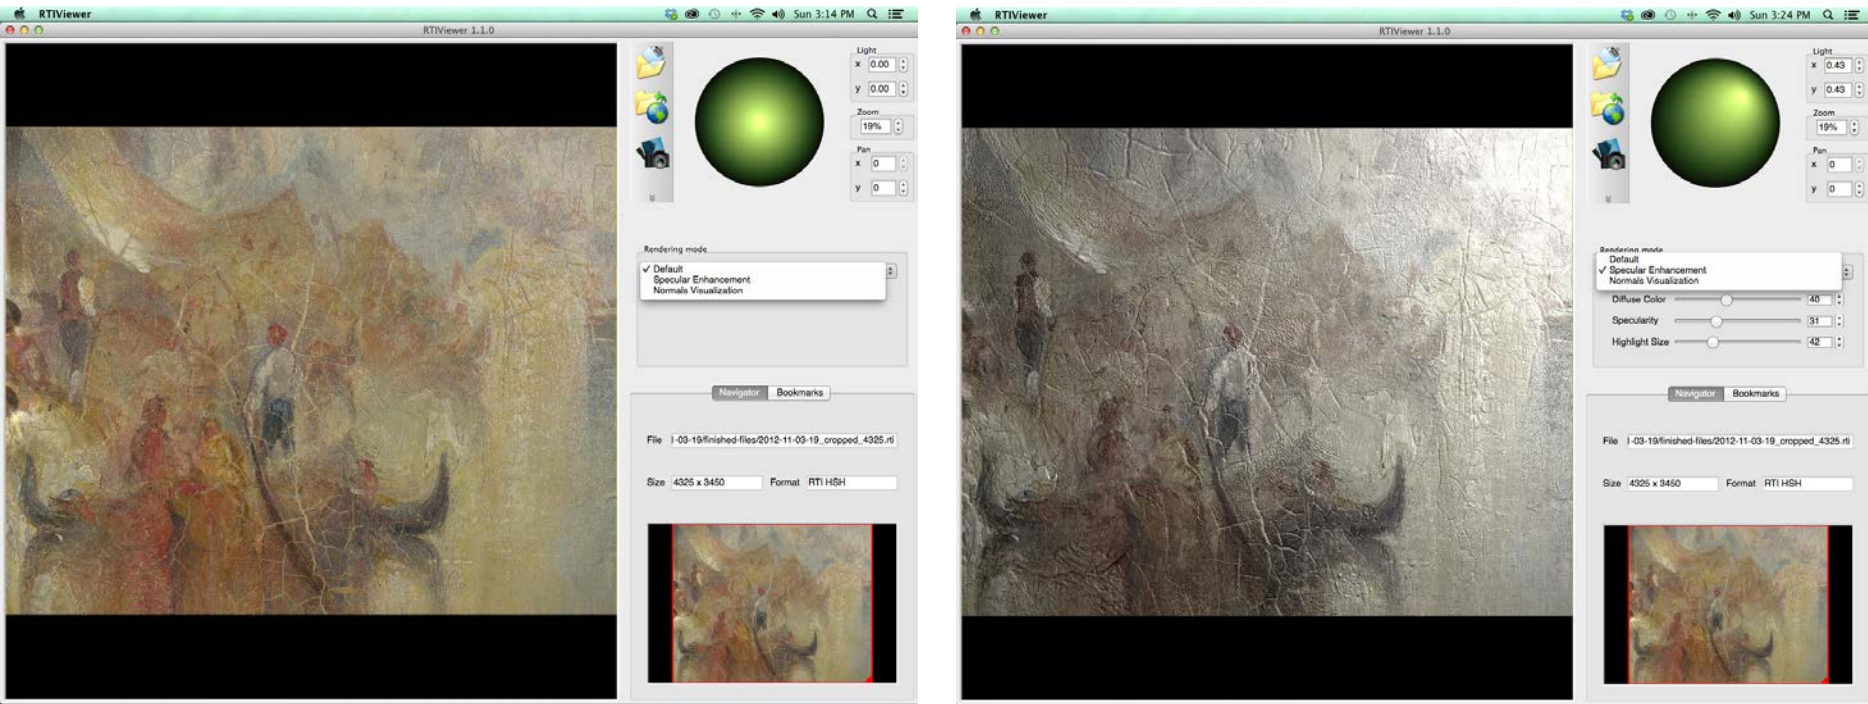 RTIViewer
Sun 3:14 PM
RTIViewer 1.1.0
Light
x 0.00
y 0.00
Zoom
19%
Pan
x 0
y 0
Rendering mode
✓ Default
Specular Enhancement
Normals Visualization
Navigator Bookmarks
File I-03-19/finished-files/2012-11-03-19_cropped_4325.rti
Size 4325 x 3450 Format RTI HSH
RTIViewer
Sun 3:24 PM
RTIViewer 1.1.0
Light
x 0.43
y 0.43
Zoom
19%
Pan
x 0
y 0
Rendering mode
Default
✓ Specular Enhancement
Normals Visualization
Diffuse Color 40
Specularity 31
Highlight Size 42
Navigator Bookmarks
File I-03-19/finished-files/2012-11-03-19_cropped_4325.rti
Size 4325 x 3450 Format RTI HSH